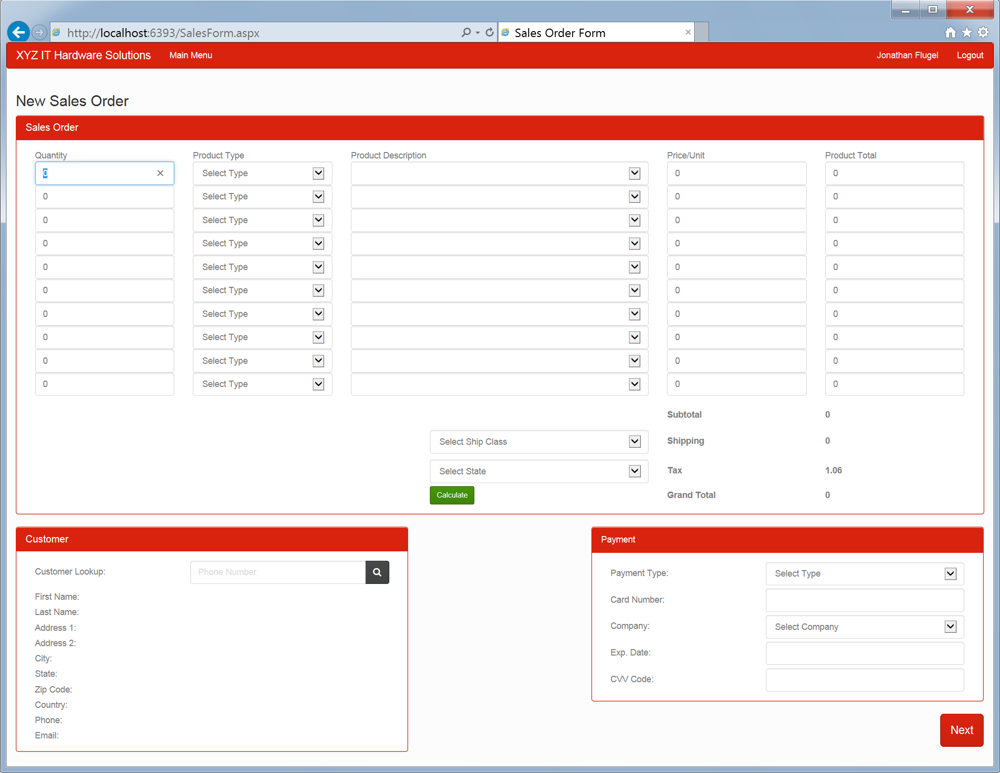 http://localhost:6393/SalesForm.aspx Sales Order Form
XYZ IT Hardware Solutions Main Menu Jonathan Flugel Logout
New Sales Order
Sales Order
Quantity Product Type Product Description Price/Unit Product Total
0 Select Type 0 0
0 Select Type 0 0
0 Select Type 0 0
0 Select Type 0 0
0 Select Type 0 0
0 Select Type 0 0
0 Select Type 0 0
0 Select Type 0 0
0 Select Type 0 0
0 Select Type 0 0
Subtotal 0
Select Ship Class Shipping 0
Select State Tax 1.06
Calculate Grand Total 0
Customer
Customer Lookup: Phone Number
First Name:
Last Name:
Address 1:
Address 2:
City:
State:
Zip Code:
Country:
Phone:
Email:
Payment
Payment Type: Select Type
Card Number:
Company: Select Company
Exp. Date:
CVV Code:
Next